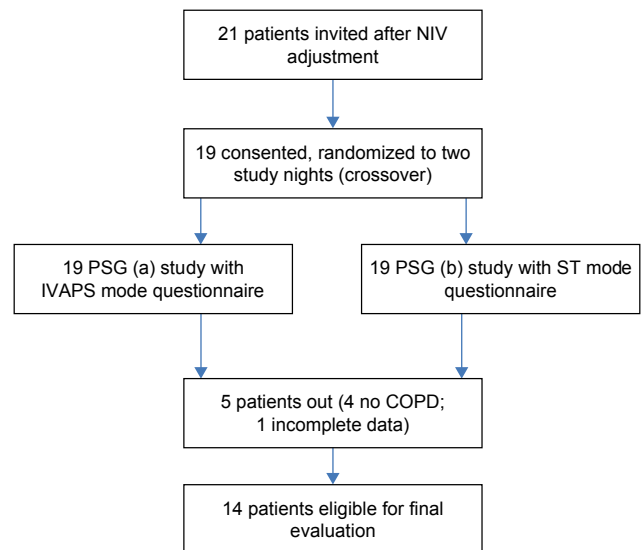 21 patients invited after NIV
adjustment
19 consented, randomized to two
study nights (crossover)
19 PSG (a) study with
IVAPS mode questionnaire
19 PSG (b) study with ST mode
questionnaire
5 patients out (4 no COPD;
1 incomplete data)
14 patients eligible for final
evaluation